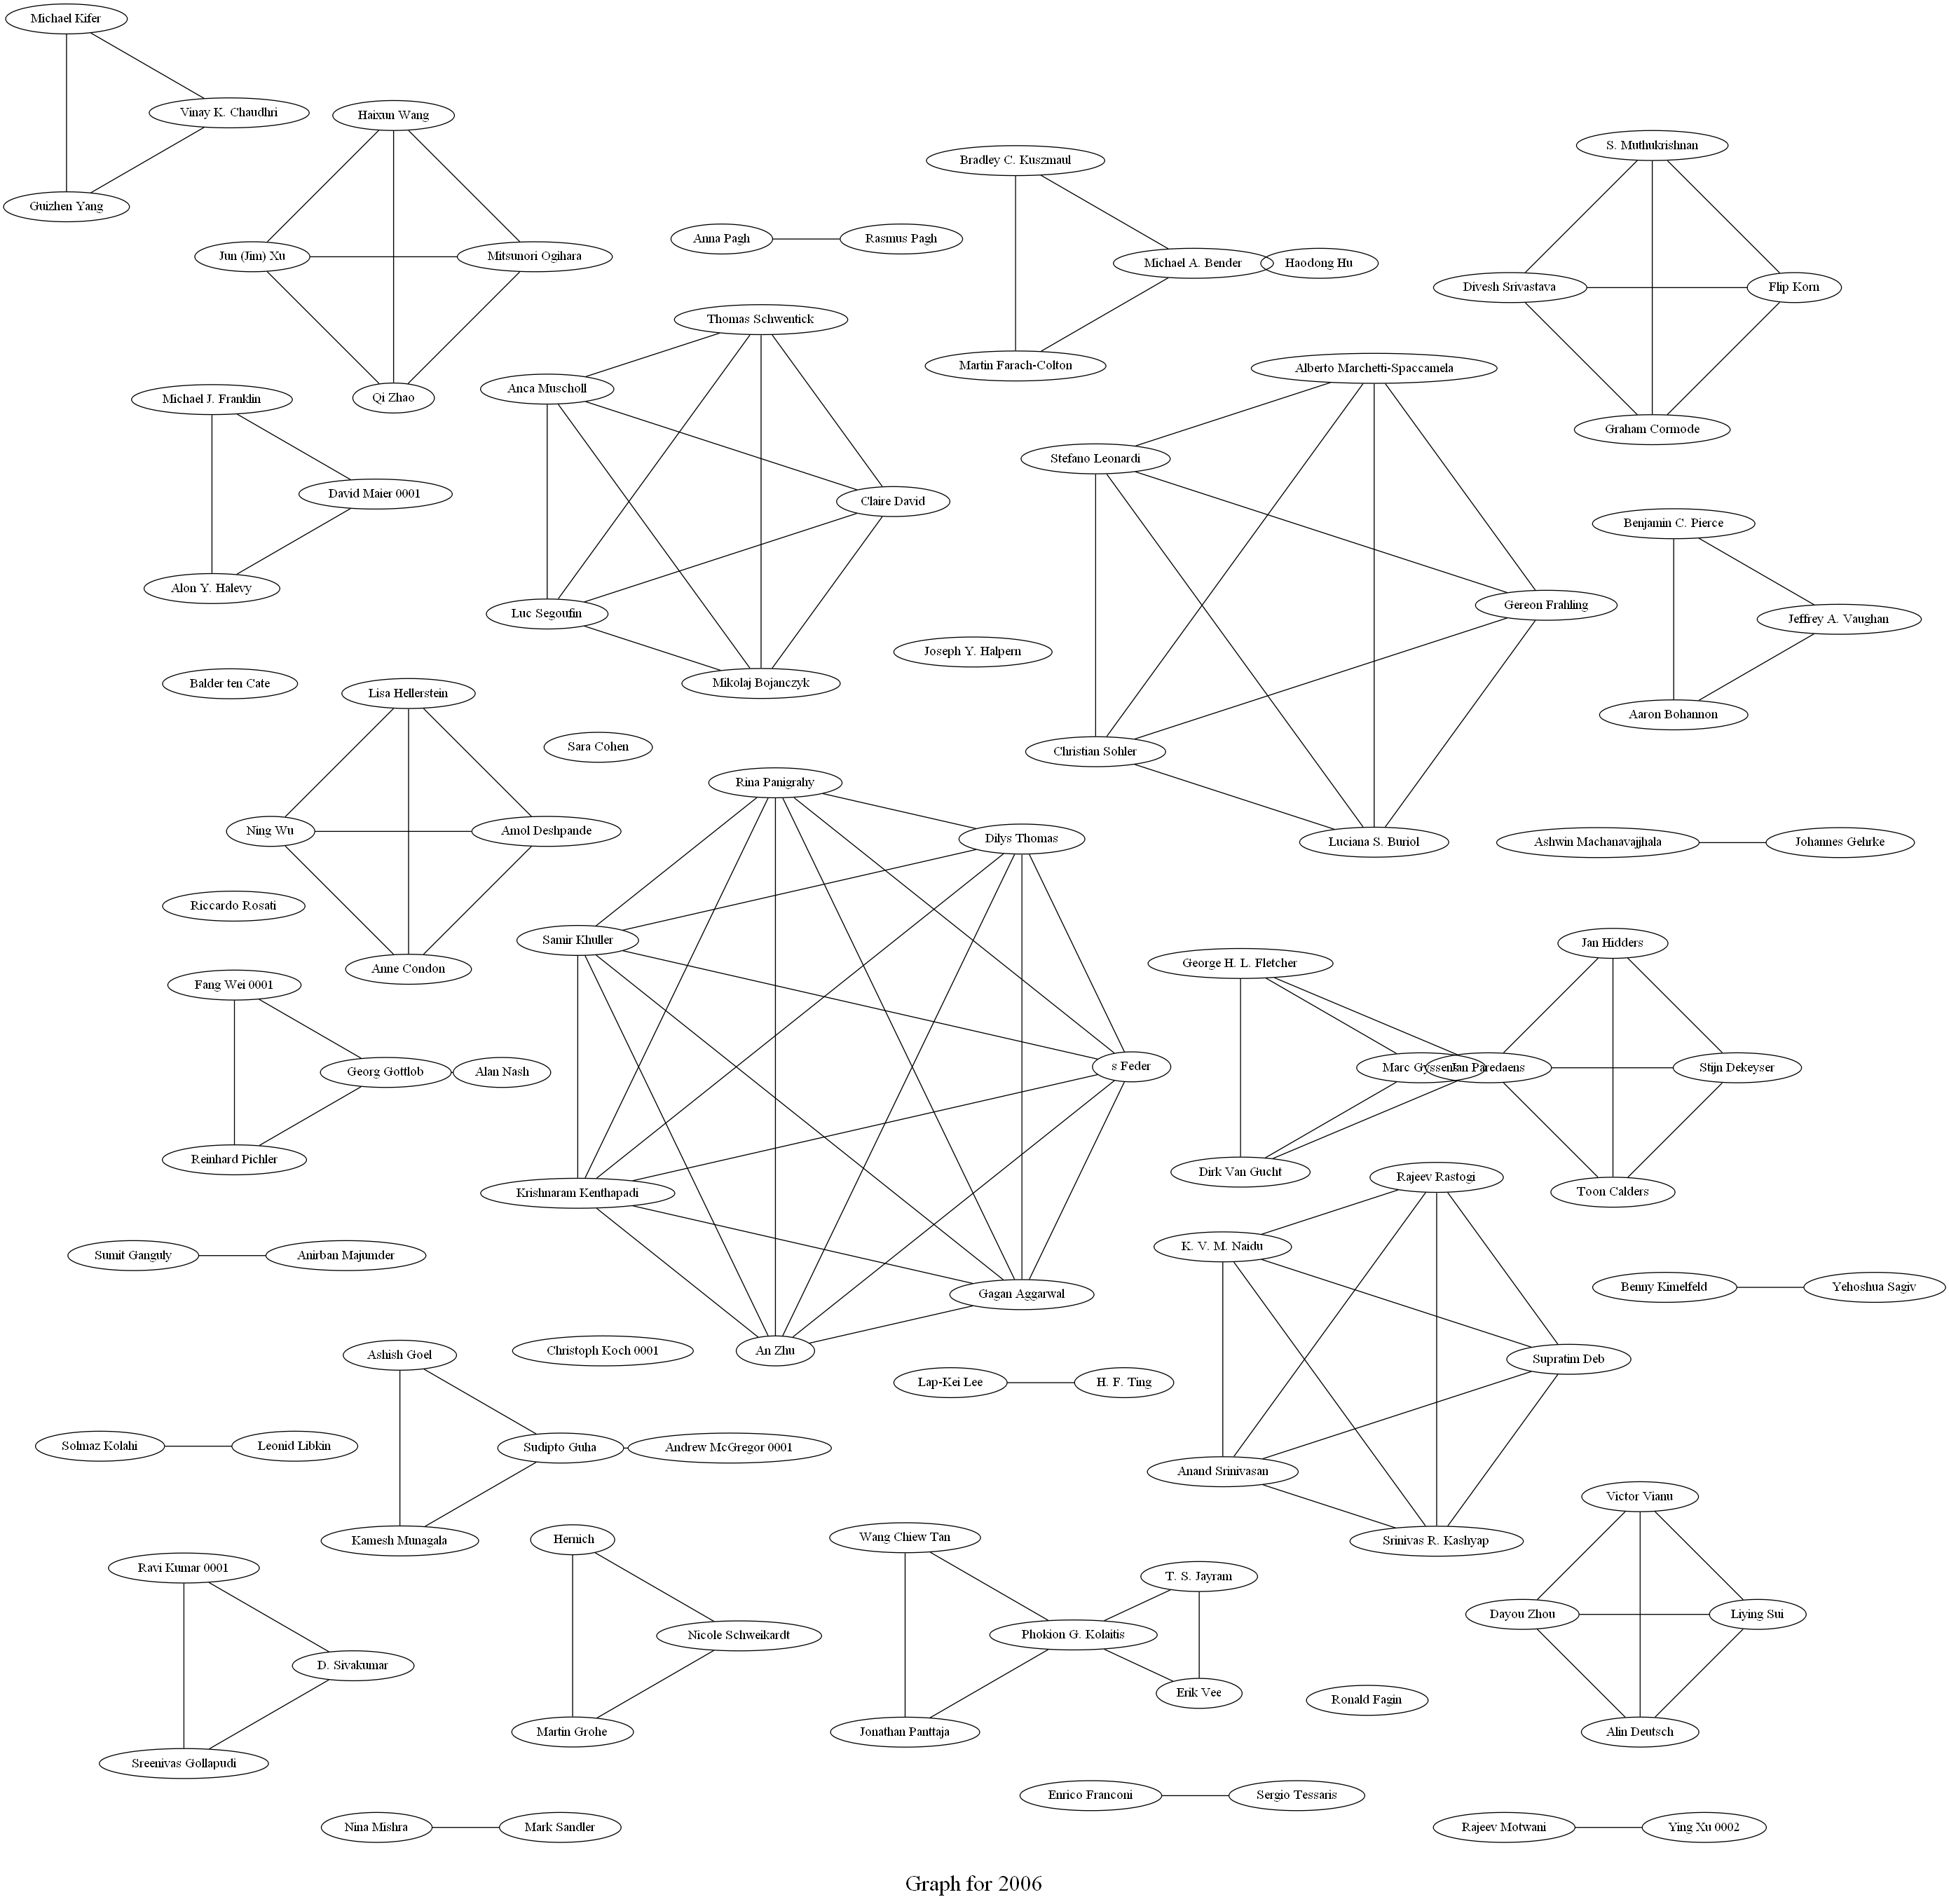 Michael Kifer
Vinay K. Chaudhri
Guizhen Yang
Haixun Wang
Jun (Jim) Xu
Mitsunori Ogihara
Qi Zhao
Anna Pagh
Rasmus Pagh
Bradley C. Kuszmaul
Michael A. Bender
Haodong Hu
Martin Farach-Colton
S. Muthukrishnan
Divesh Srivastava
Flip Korn
Graham Cormode
Michael J. Franklin
David Maier 0001
Alon Y. Halevy
Thomas Schwentick
Anca Muscholl
Claire David
Luc Segoufin
Mikolaj Bojanczyk
Alberto Marchetti-Spaccamela
Stefano Leonardi
Gereon Frahling
Christian Sohler
Luciana S. Buriol
Benjamin C. Pierce
Jeffrey A. Vaughan
Aaron Bohannon
Joseph Y. Halpern
Balder ten Cate
Lisa Hellerstein
Ning Wu
Amol Deshpande
Anne Condon
Sara Cohen
Rina Panigrahy
Dilys Thomas
Samir Khuller
s Feder
Krishnaram Kenthapadi
Gagan Aggarwal
An Zhu
Ashwin Machanavajjhala
Johannes Gehrke
Riccardo Rosati
Fang Wei 0001
Georg Gottlob
Alan Nash
Reinhard Pichler
George H. L. Fletcher
Marc Gyssens
Jan Paredaens
Dirk Van Gucht
Jan Hidders
Stijn Dekeyser
Toon Calders
Rajeev Rastogi
K. V. M. Naidu
Supratim Deb
Anand Srinivasan
Srinivas R. Kashyap
Sumit Ganguly
Anirban Majumder
Benny Kimelfeld
Yehoshua Sagiv
Christoph Koch 0001
Lap-Kei Lee
H. F. Ting
Ashish Goel
Sudipto Guha
Andrew McGregor 0001
Kamesh Munagala
Solmaz Kolahi
Leonid Libkin
Ravi Kumar 0001
D. Sivakumar
Sreenivas Gollapudi
Hernich
Nicole Schweikardt
Martin Grohe
Wang Chiew Tan
T. S. Jayram
Phokion G. Kolaitis
Erik Vee
Jonathan Panttaja
Victor Vianu
Dayou Zhou
Liying Sui
Alin Deutsch
Ronald Fagin
Enrico Franconi
Sergio Tessaris
Nina Mishra
Mark Sandler
Rajeev Motwani
Ying Xu 0002
Graph for 2006